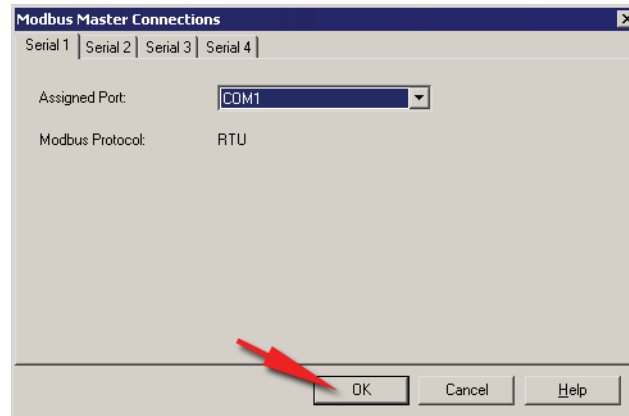 Modbus Master Connections
Serial 1 Serial 2 Serial 3 Serial 4
Assigned Port: COM1
Modbus Protocol: RTU
OK Cancel Help